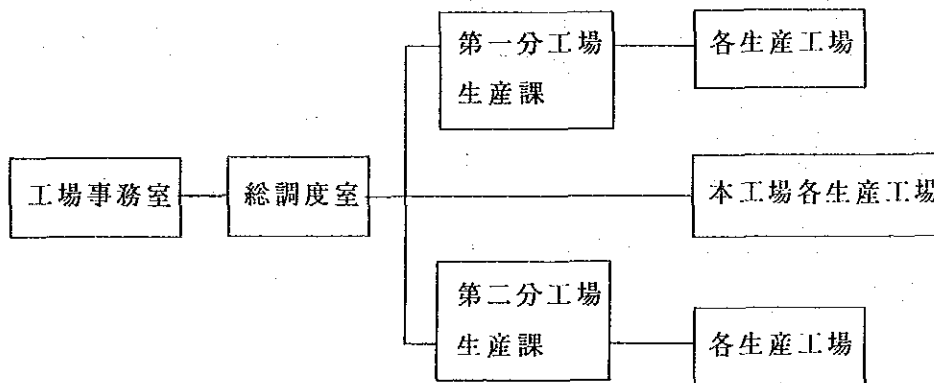 第一分工場
生産課
各生産工場
工場事務室
総調度室
本工場各生産工場
第二分工場
生産課
各生産工場